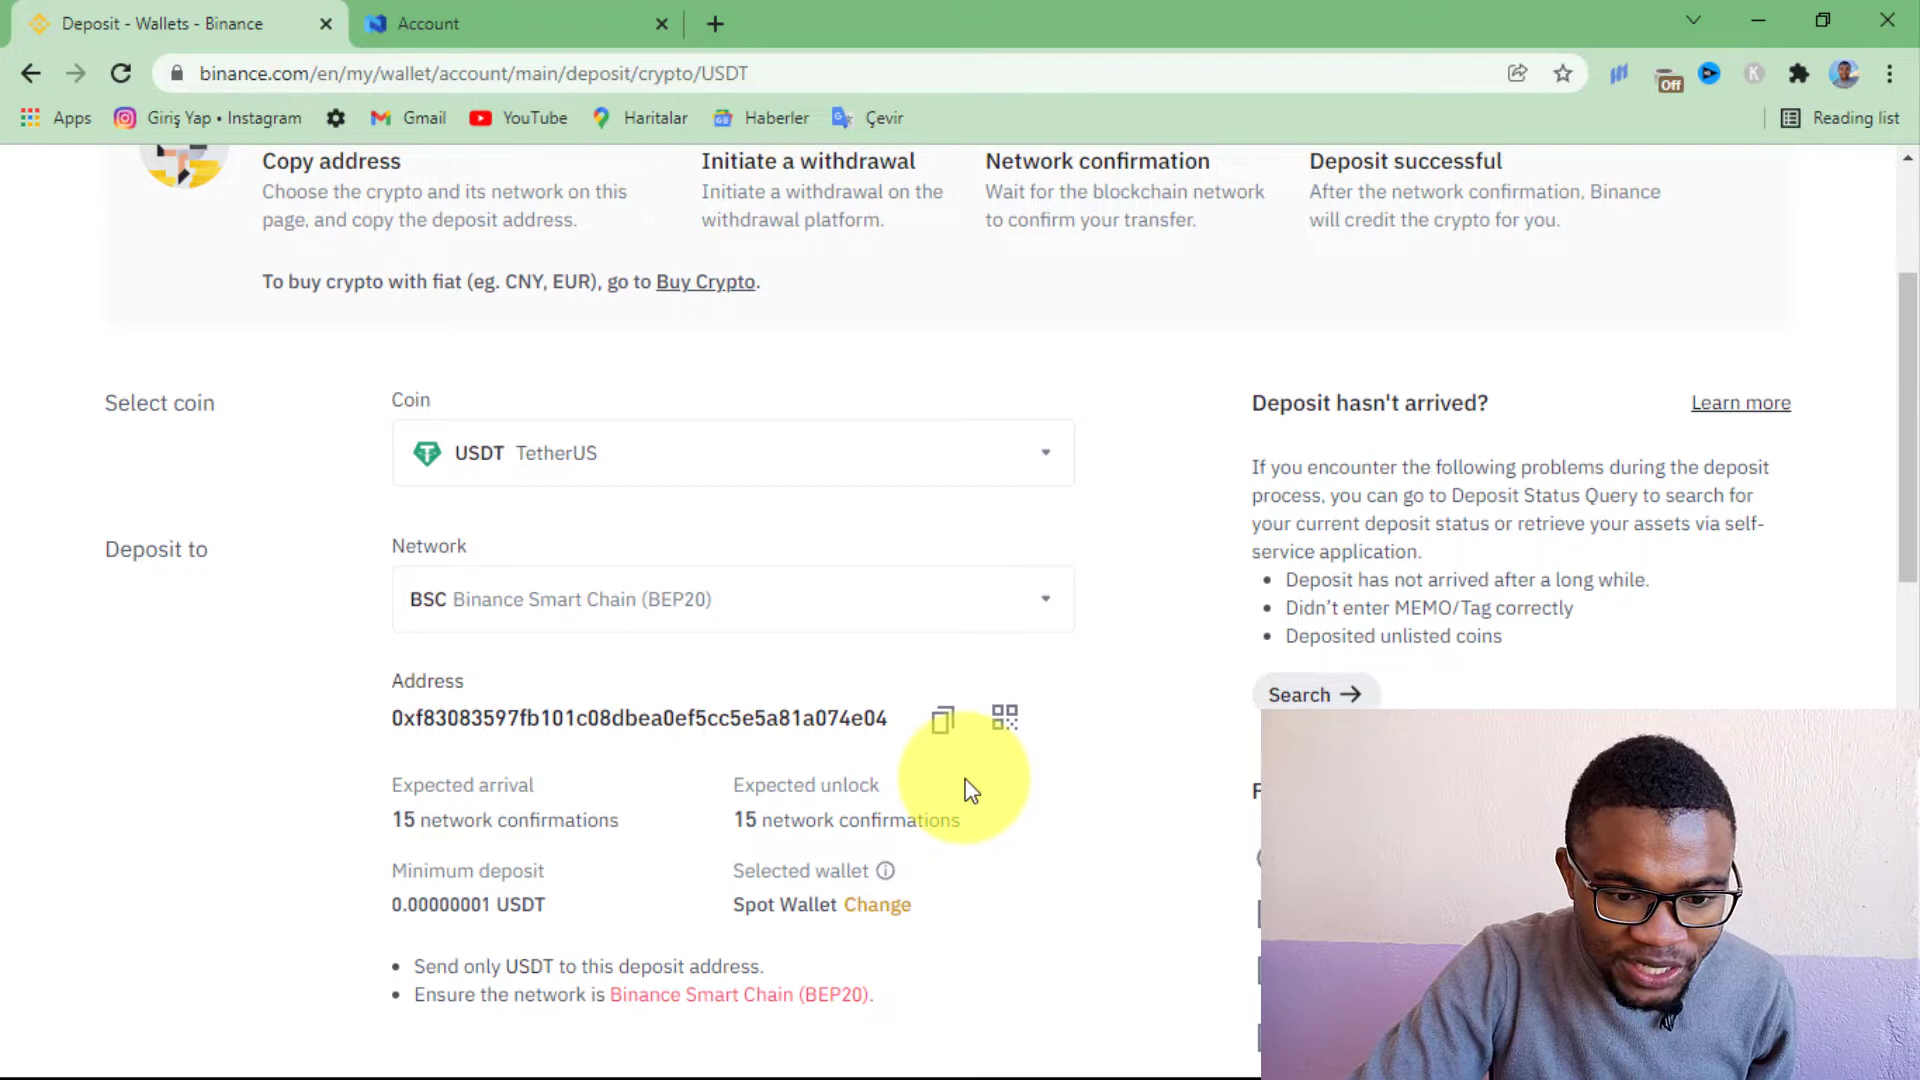 Deposit - Wallets - Binance
Account
binance.com/en/my/wallet/account/main/deposit/crypto/USDT
Off
K
Apps
Giriş Yap • Instagram
Gmail
YouTube
Haritalar
Haberler
Çevir
Reading list
Copy address
Choose the crypto and its network on this
page, and copy the deposit address.
Initiate a withdrawal
Initiate a withdrawal on the
withdrawal platform.
Network confirmation
Wait for the blockchain network
to confirm your transfer.
Deposit successful
After the network confirmation, Binance
will credit the crypto for you.
To buy crypto with fiat (eg. CNY, EUR), go to Buy Crypto.
Select coin
Coin
USDT TetherUS
Deposit to
Network
BSC Binance Smart Chain (BEP20)
Address
0xf83083597fb101c08dbea0ef5cc5e5a81a074e04
Expected arrival
15 network confirmations
Expected unlock
15 network confirmations
Minimum deposit
0.00000001 USDT
Selected wallet
Spot Wallet Change
• Send only USDT to this deposit address.
• Ensure the network is Binance Smart Chain (BEP20).
Deposit hasn't arrived?
Learn more
If you encounter the following problems during the deposit
process, you can go to Deposit Status Query to search for
your current deposit status or retrieve your assets via self-
service application.
• Deposit has not arrived after a long while.
• Didn't enter MEMO/Tag correctly
• Deposited unlisted coins
Search →